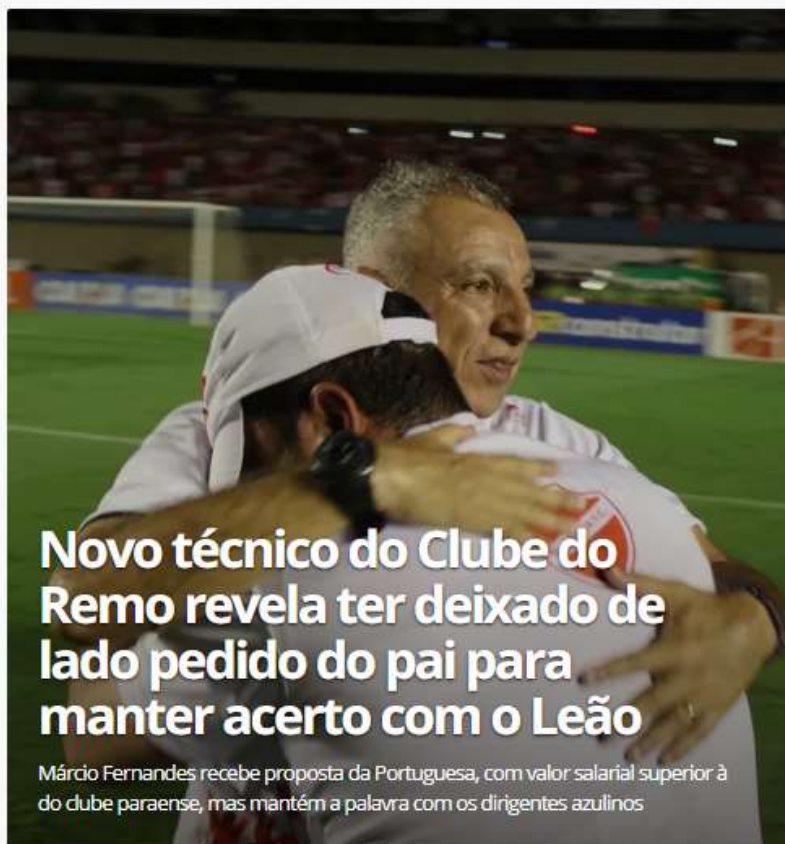 Novo técnico do Clube do
Remo revela ter deixado de
lado pedido do pai para
manter acerto com o Leão
Márcio Fernandes recebe proposta da Portuguesa, com valor salarial superior à
do clube paraense, mas mantém a palavra com os dirigentes azulinos